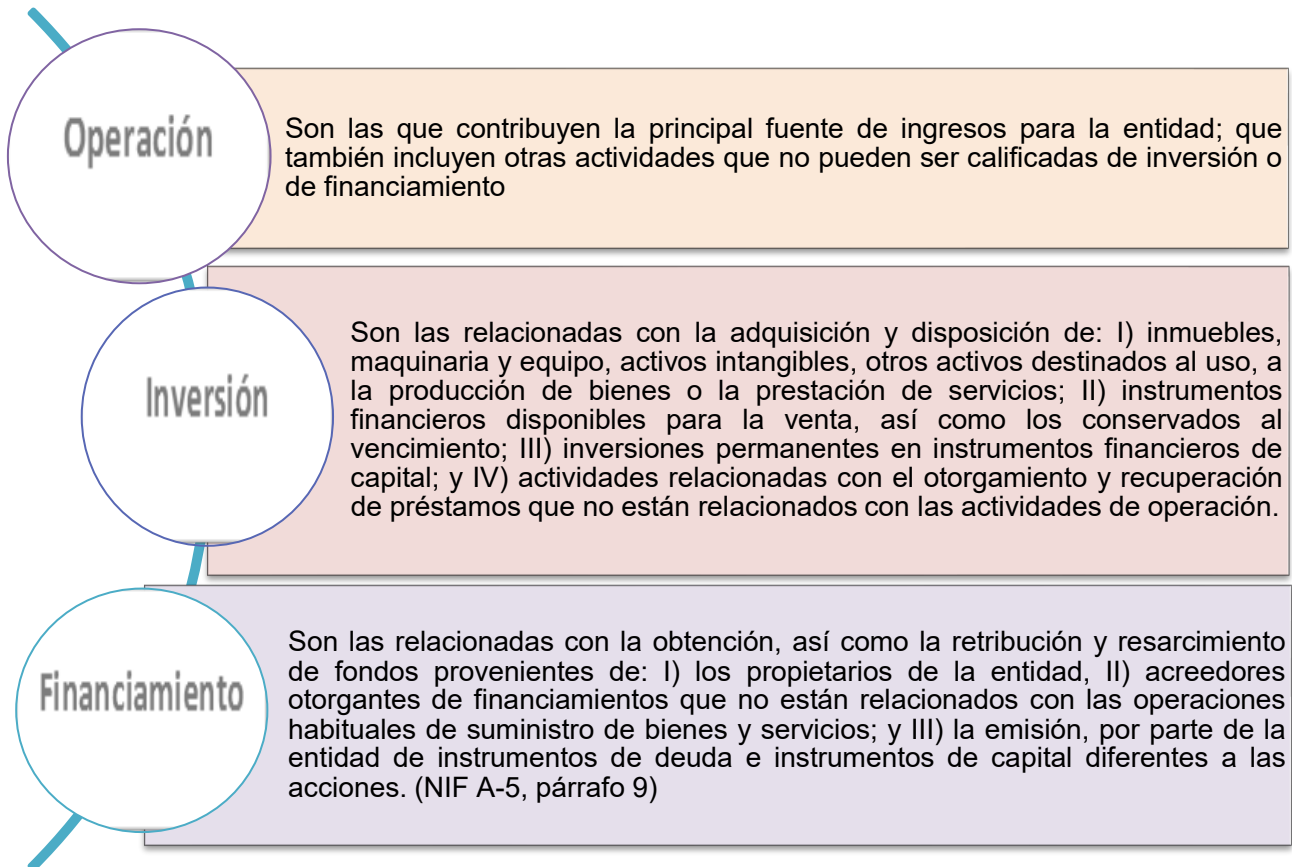 Operación
Son las que contribuyen la principal fuente de ingresos para la entidad; que
también incluyen otras actividades que no pueden ser calificadas de inversión o
de financiamiento
Inversión
Son las relacionadas con la adquisición y disposición de: I) inmuebles,
maquinaria y equipo, activos intangibles, otros activos destinados al uso, a
la producción de bienes o la prestación de servicios; II) instrumentos
financieros disponibles para la venta, así como los conservados al
vencimiento; III) inversiones permanentes en instrumentos financieros de
capital; y IV) actividades relacionadas con el otorgamiento y recuperación
de préstamos que no están relacionados con las actividades de operación.
Financiamiento
Son las relacionadas con la obtención, así como la retribución y resarcimiento
de fondos provenientes de: I) los propietarios de la entidad, II) acreedores
otorgantes de financiamientos que no están relacionados con las operaciones
habituales de suministro de bienes y servicios; y III) la emisión, por parte de la
entidad de instrumentos de deuda e instrumentos de capital diferentes a las
acciones. (NIF A-5, párrafo 9)